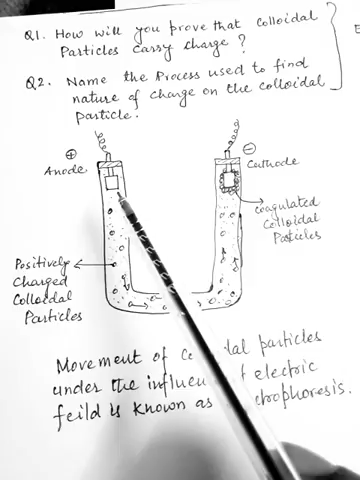 Q1. How will you prove that colloidal
Particles carry charge ?
Q2. Name the Process used to find
nature of charge on the colloidal
particle.
+
Anode
−
Cathode
coagulated
Colloidal
Particles
Positively
Charged
Colloidal
Particles
Movement of particles
under the electric
feild is known as